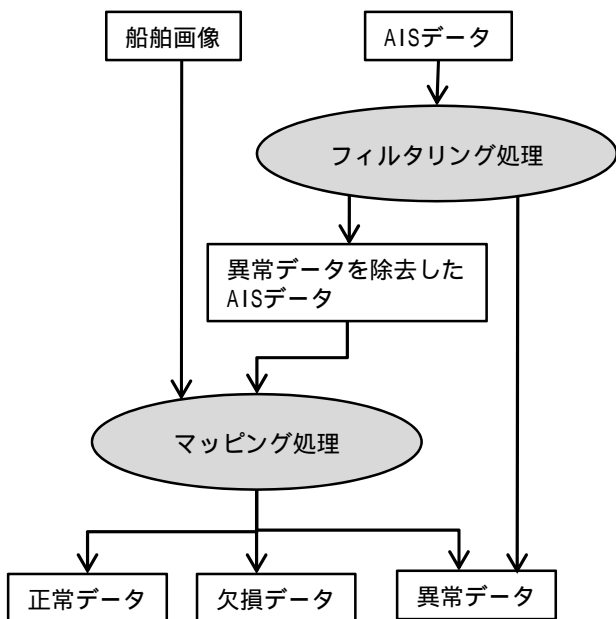 船舶画像
AISデータ
フィルタリング処理
異常データを除去した
AISデータ
マッピング処理
正常データ
欠損データ
異常データ